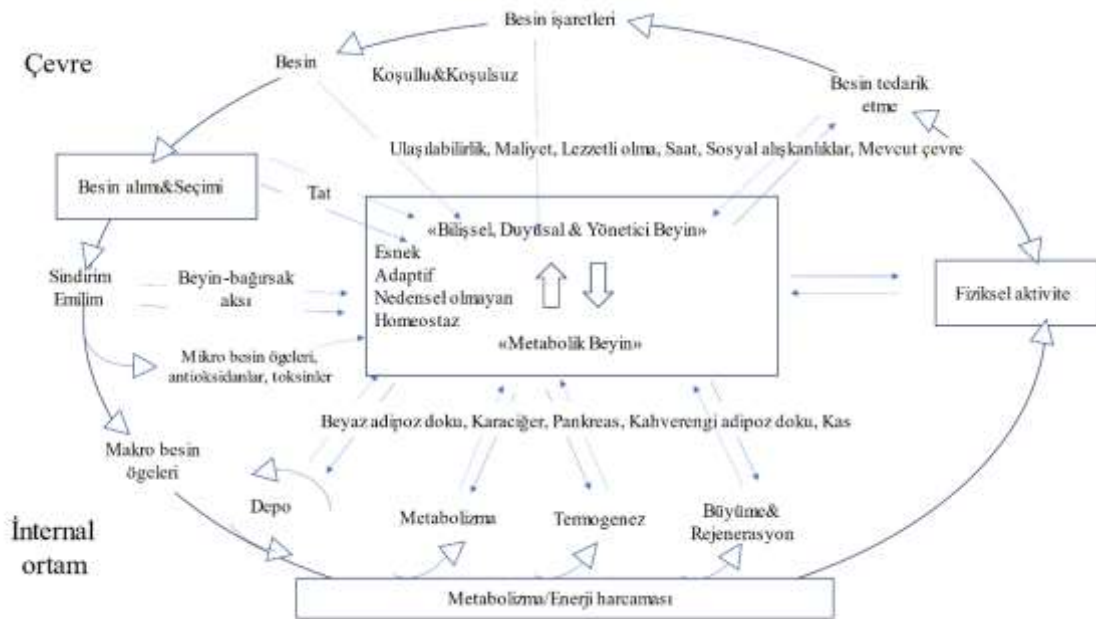 Besin işaretleri
Çevre
Besin
Koşullu&Koşulsuz
Besin tedarik
etme
Ulaşılabilirlik, Maliyet, Lezzetli olma, Saat, Sosyal alışkanlıklar, Mevcut çevre
Besin alımı&Seçimi
Tat
«Bilişsel, Duyusal & Yönetici Beyin»
Esnek
Adaptif
Nedensel olmayan
Homeostaz
«Metabolik Beyin»
Sindirim
Emilim
Beyin-bağırsak
aksı
Fiziksel aktivite
Mikro besin ögeleri,
antioksidanlar, toksinler
Beyaz adipoz doku, Karaciğer, Pankreas, Kahverengi adipoz doku, Kas
Makro besin
ögeleri
Depo
Metabolizma
Termogenez
Büyüme&
Rejenerasyon
İnternal
ortam
Metabolizma/Enerji harcaması